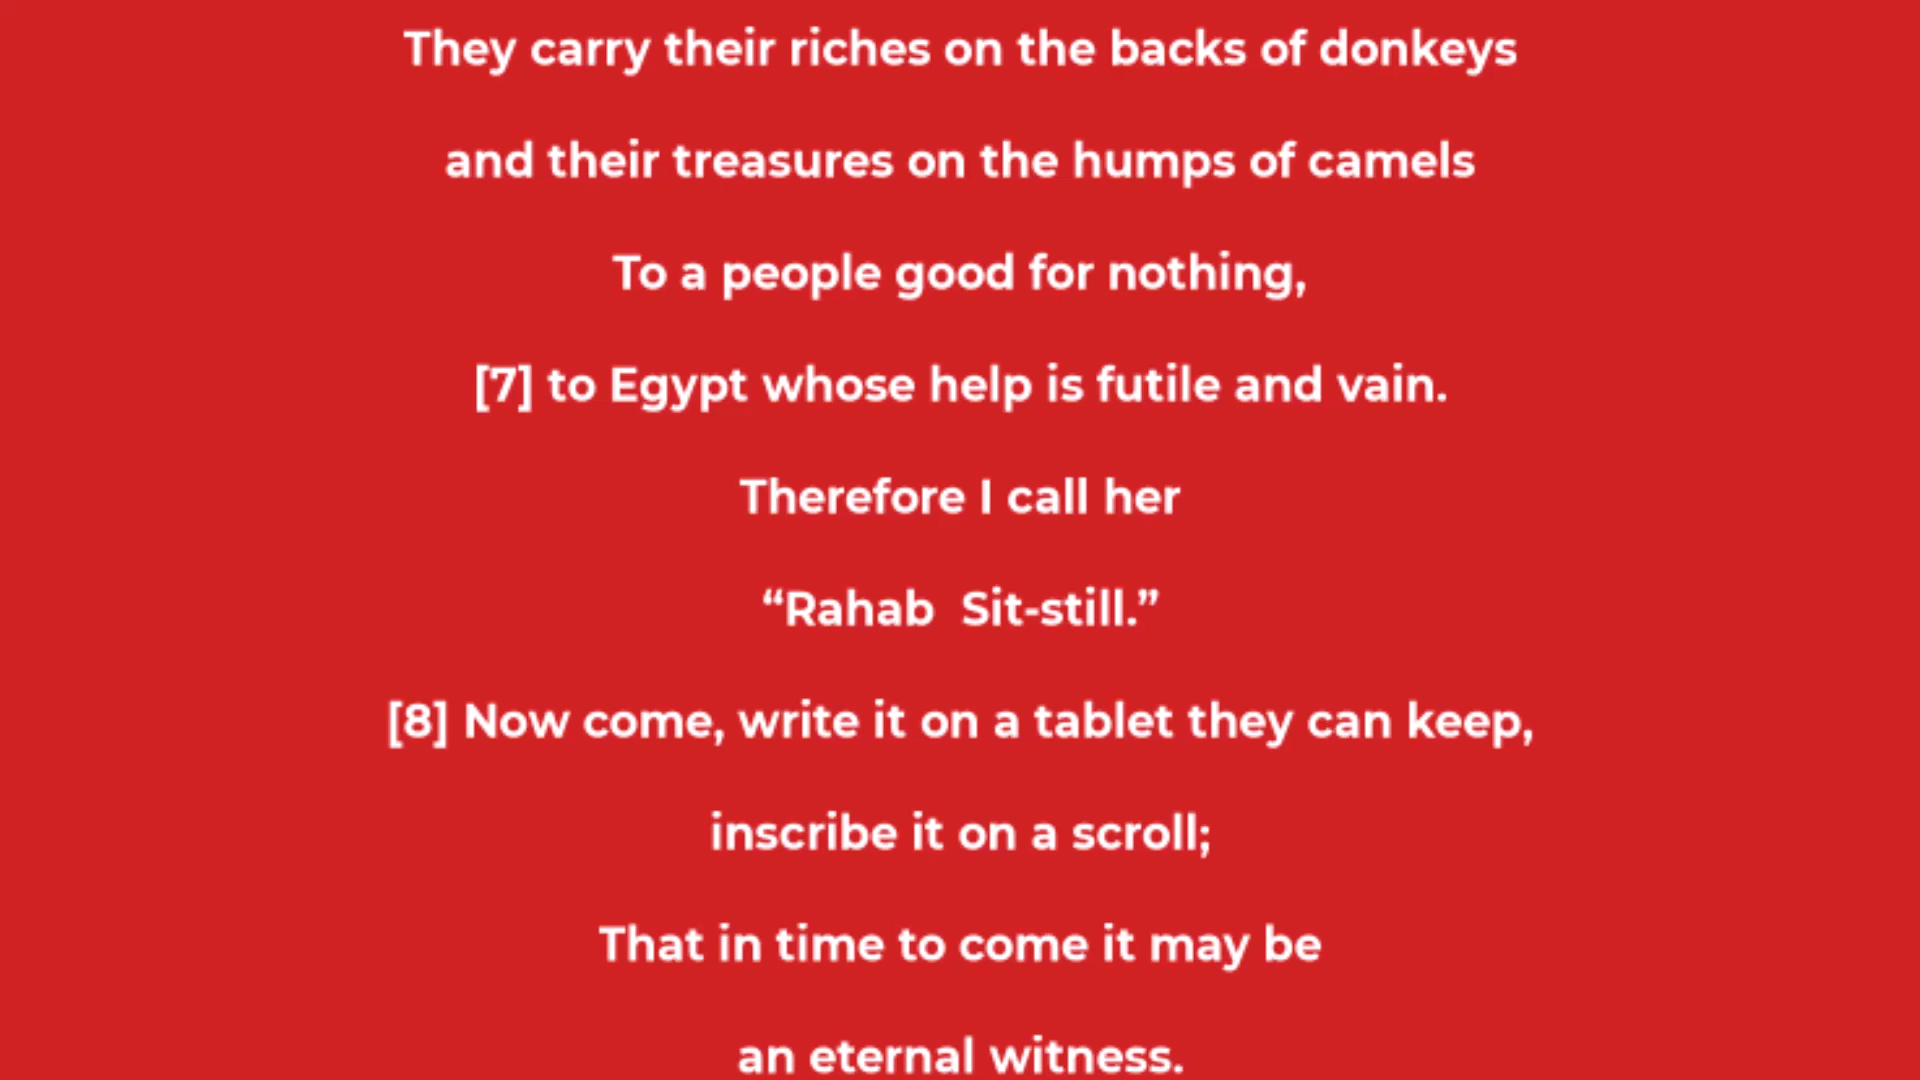 They carry their riches on the backs of donkeys
and their treasures on the humps of camels
To a people good for nothing,
[7] to Egypt whose help is futile and vain.
Therefore I call her
“Rahab  Sit-still.”
[8] Now come, write it on a tablet they can keep,
inscribe it on a scroll;
That in time to come it may be
an eternal witness.